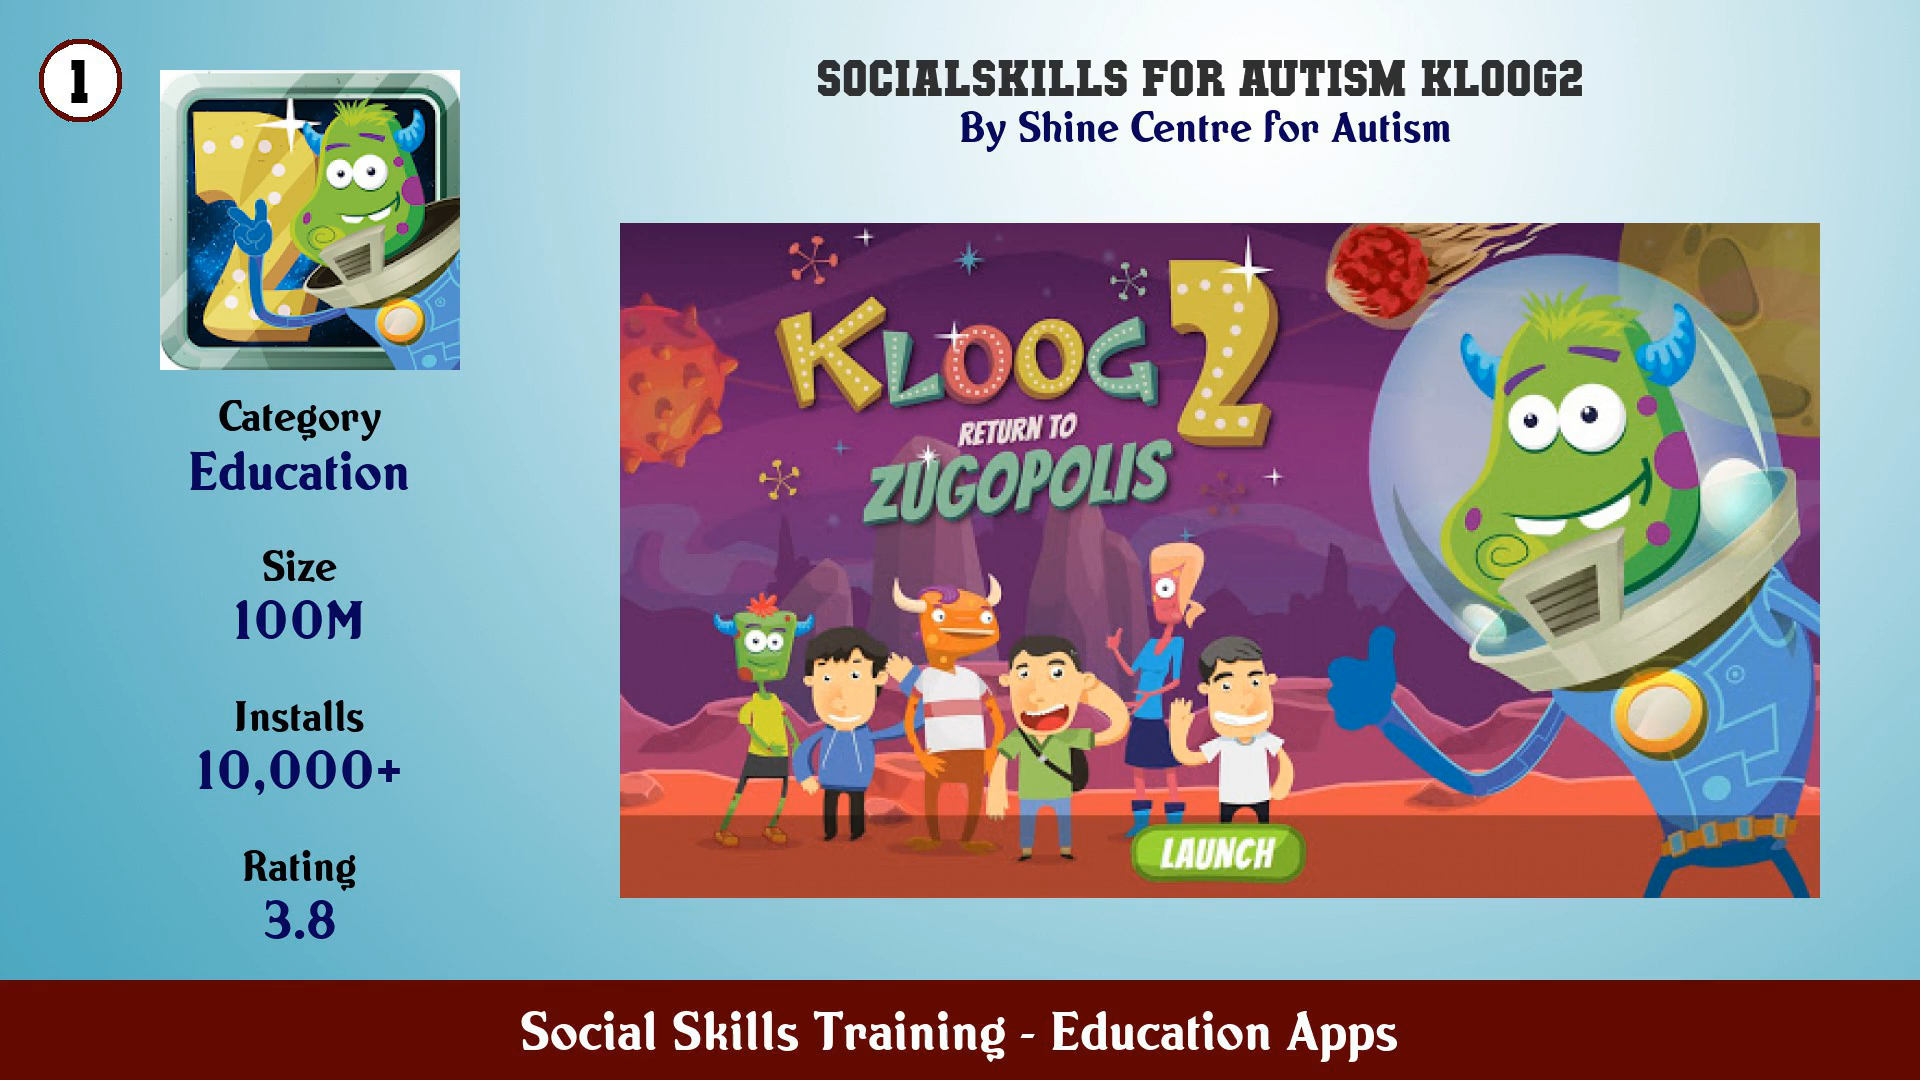 1
SOCIALSKILLS FOR AUTISM KLOOG2
By Shine Centre for Autism
2
Category
Education
Size
100M
Installs
10,000+
Rating
3.8
KLOOG 2
RETURN TO
ZUGOPOLIS
LAUNCH
Social Skills Training - Education Apps